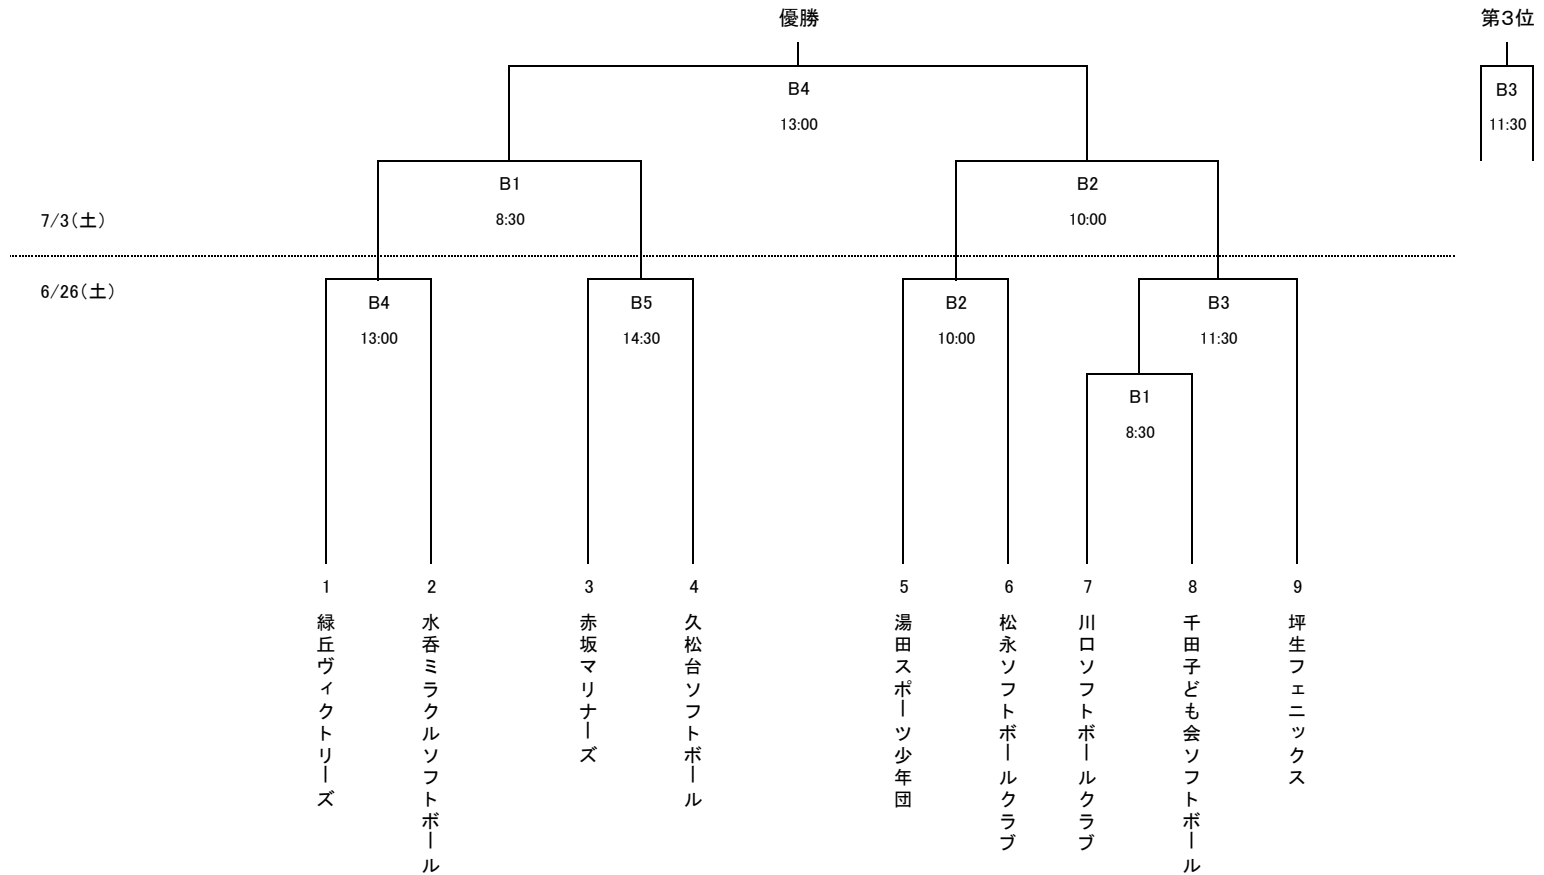 優勝
第3位
B4
13:00
B3
11:30
B1
8:30
B2
10:00
7/3(土)
6/26(土)
B4
13:00
B5
14:30
B2
10:00
B3
11:30
B1
8:30
1
2
3
4
5
6
7
8
9
緑丘ヴィクトリーズ
水呑ミラクルソフトボール
赤坂マリナーズ
久松台ソフトボール
湯田スポーツ少年団
松永ソフトボールクラブ
川口ソフトボールクラブ
千田子ども会ソフトボール
坪生フェニックス